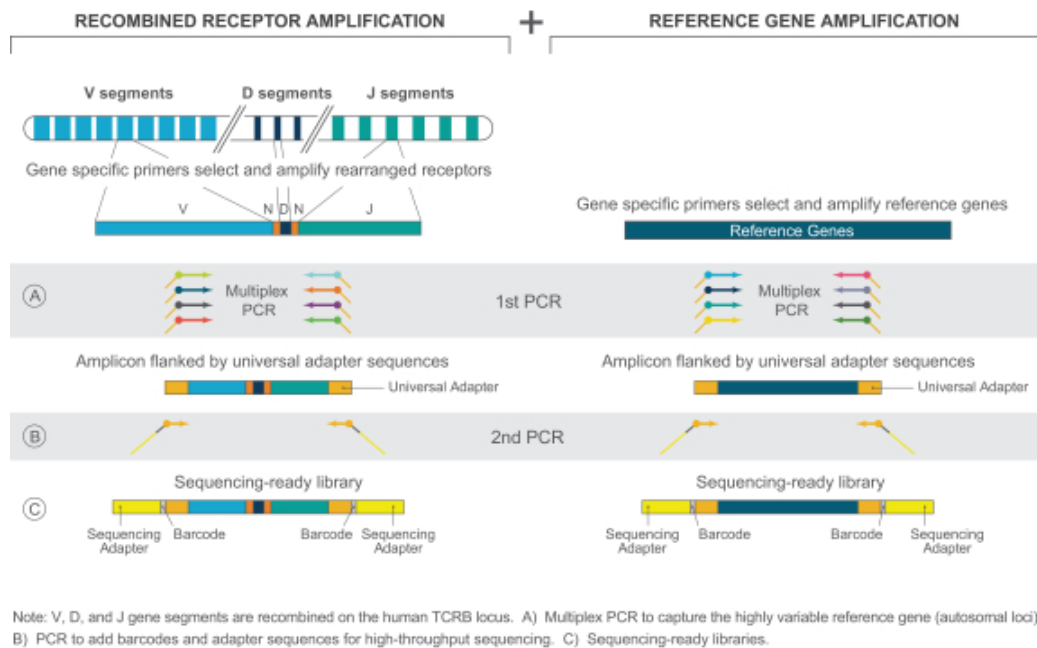 RECOMBINED RECEPTOR AMPLIFICATION + REFERENCE GENE AMPLIFICATION
V segments D segments J segments
Gene specific primers select and amplify rearranged receptors
V N D N J
Gene specific primers select and amplify reference genes
Reference Genes
A Multiplex PCR 1st PCR Multiplex PCR
Amplicon flanked by universal adapter sequences Amplicon flanked by universal adapter sequences
Universal Adapter Universal Adapter
B 2nd PCR
Sequencing-ready library Sequencing-ready library
C
Sequencing Adapter Barcode Barcode Sequencing Adapter Sequencing Adapter Barcode Barcode Sequencing Adapter
Note: V, D, and J gene segments are recombined on the human TCRB locus. A) Multiplex PCR to capture the highly variable reference gene (autosomal loci)
B) PCR to add barcodes and adapter sequences for high-throughput sequencing. C) Sequencing-ready libraries.